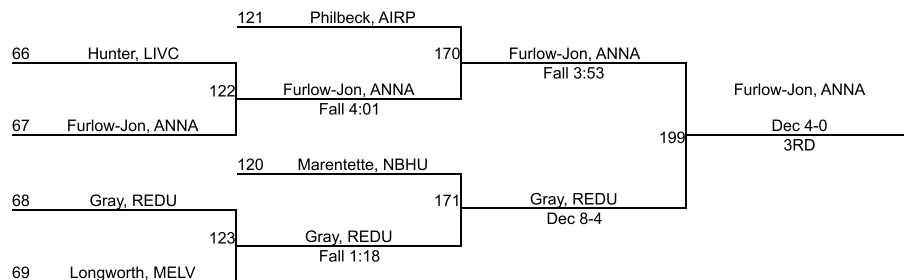 121 Philbeck, AIRP
66 Hunter, LIVC
170 Furlow-Jon, ANNA
Fall 3:53
122 Furlow-Jon, ANNA
Fall 4:01
Furlow-Jon, ANNA
67 Furlow-Jon, ANNA
199 Dec 4-0
3RD
120 Marentette, NBHU
68 Gray, REDU
171 Gray, REDU
Dec 8-4
123 Gray, REDU
Fall 1:18
69 Longworth, MELV